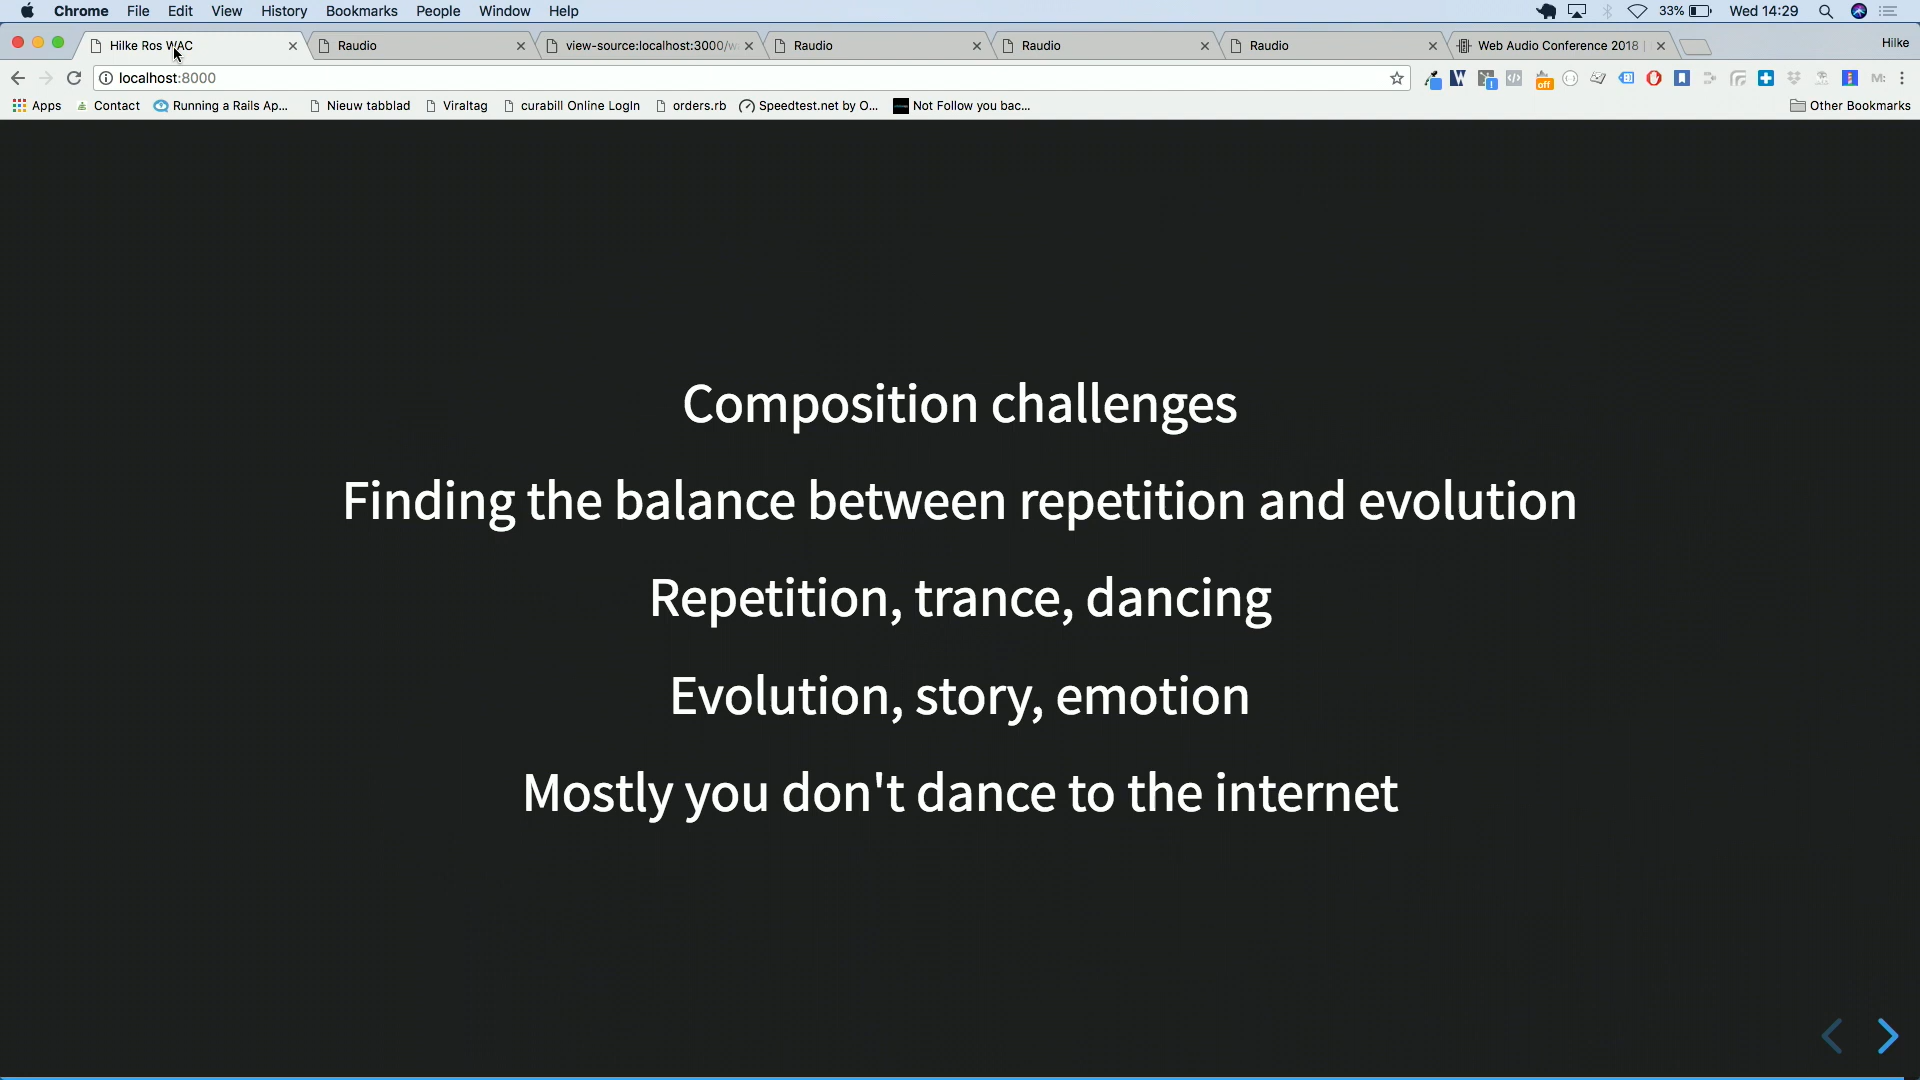 Chrome File Edit View History Bookmarks People Window Help 33% Wed 14:29
Hilke Ros WAC Raudio view-source:localhost:3000/w Raudio Raudio Raudio Web Audio Conference 2018 Hilke
localhost:8000 off M:
Apps Contact Running a Rails Ap... Nieuw tabblad Viraltag curabill Online LogIn orders.rb Speedtest.net by O... Not Follow you bac... Other Bookmarks
Composition challenges
Finding the balance between repetition and evolution
Repetition, trance, dancing
Evolution, story, emotion
Mostly you don't dance to the internet